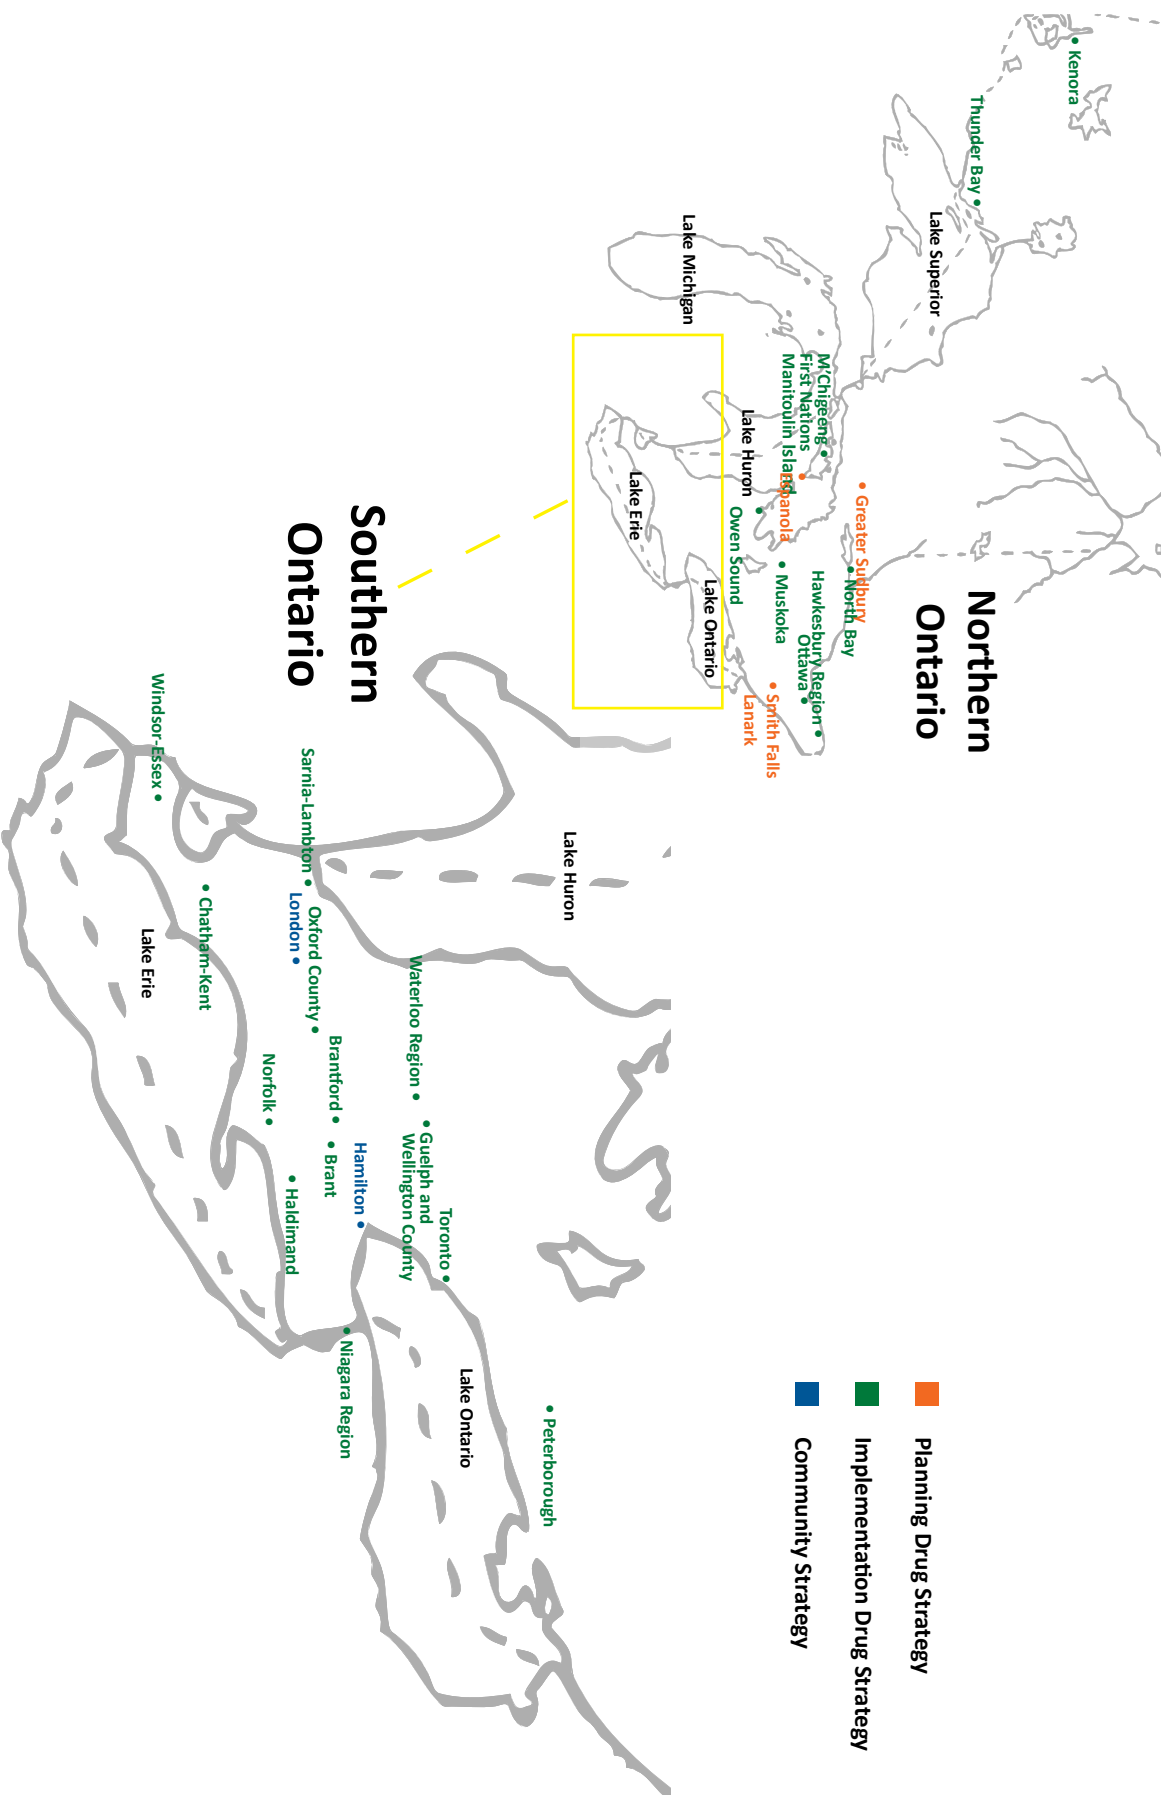 Kenora
Thunder Bay
Lake Superior
Northern
Ontario
Lake Michigan
M'Chigeeng
First Nations
Manitoulin Island
Greater Sudbury
Espanola
North Bay
Lake Huron
Owen Sound
Muskoka
Hawkesbury Region
Ottawa
Smith Falls
Lanark
Lake Erie
Lake Ontario
Planning Drug Strategy
Implementation Drug Strategy
Community Strategy
Southern
Ontario
Lake Huron
Windsor-Essex
Sarnia-Lambton
London
Oxford County
Chatham-Kent
Lake Erie
Waterloo Region
Brantford
Brant
Norfolk
Haldimand
Hamilton
Guelph and
Wellington County
Toronto
Niagara Region
Lake Ontario
Peterborough